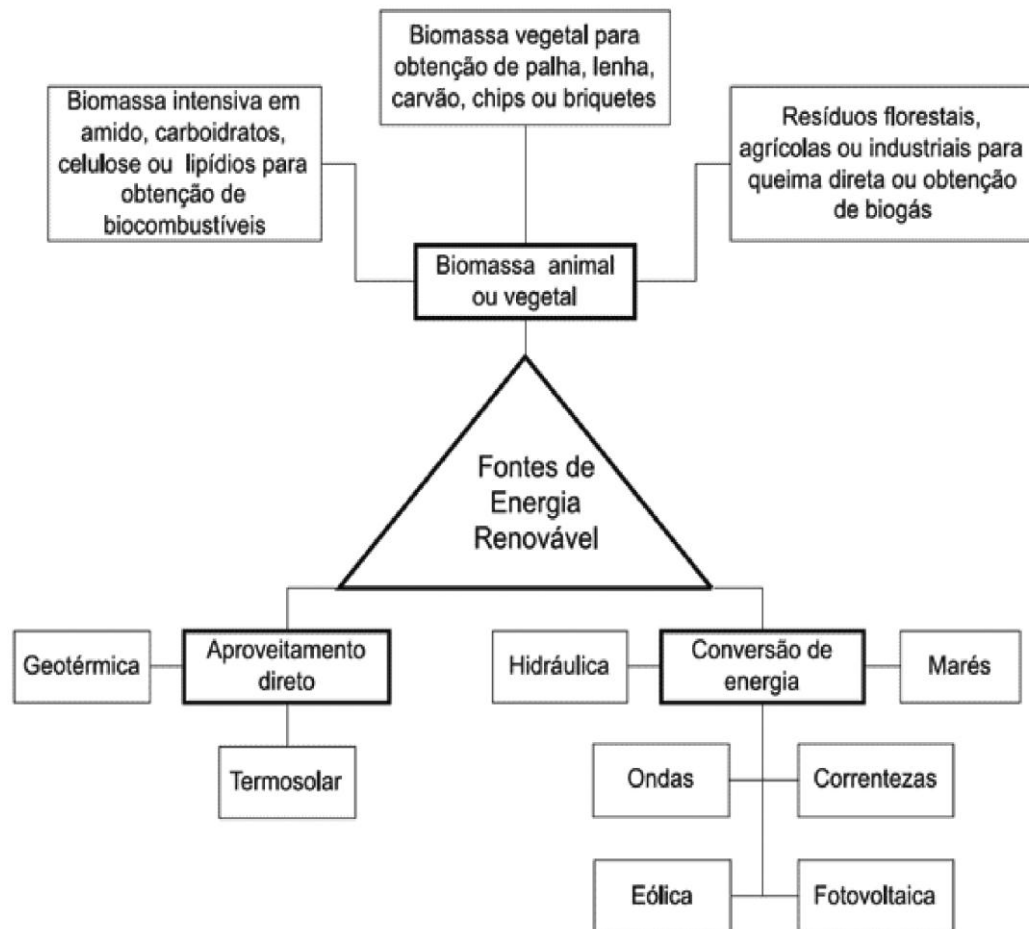 Biomassa vegetal para
obtenção de palha, lenha,
carvão, chips ou briquetes
Biomassa intensiva em
amido, carboidratos,
celulose ou lipídios para
obtenção de
biocombustíveis
Resíduos florestais,
agrícolas ou industriais para
queima direta ou obtenção
de biogás
Biomassa animal
ou vegetal
Fontes de
Energia
Renovável
Geotérmica
Aproveitamento
direto
Hidráulica
Conversão de
energia
Marés
Termosolar
Ondas
Correntezas
Eólica
Fotovoltaica